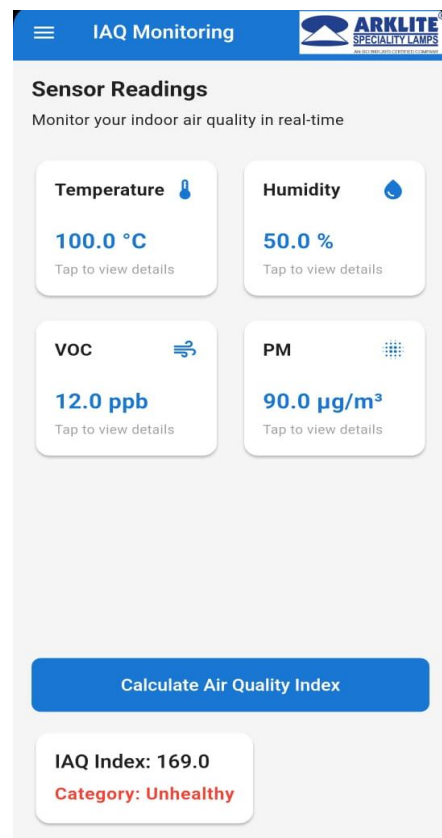 IAQ Monitoring
ARKLITE
SPECIALITY LAMPS
Sensor Readings
Monitor your indoor air quality in real-time
Temperature
100.0 °C
Tap to view details
Humidity
50.0 %
Tap to view details
VOC
12.0 ppb
Tap to view details
PM
90.0 µg/m³
Tap to view details
Calculate Air Quality Index
IAQ Index: 169.0
Category: Unhealthy